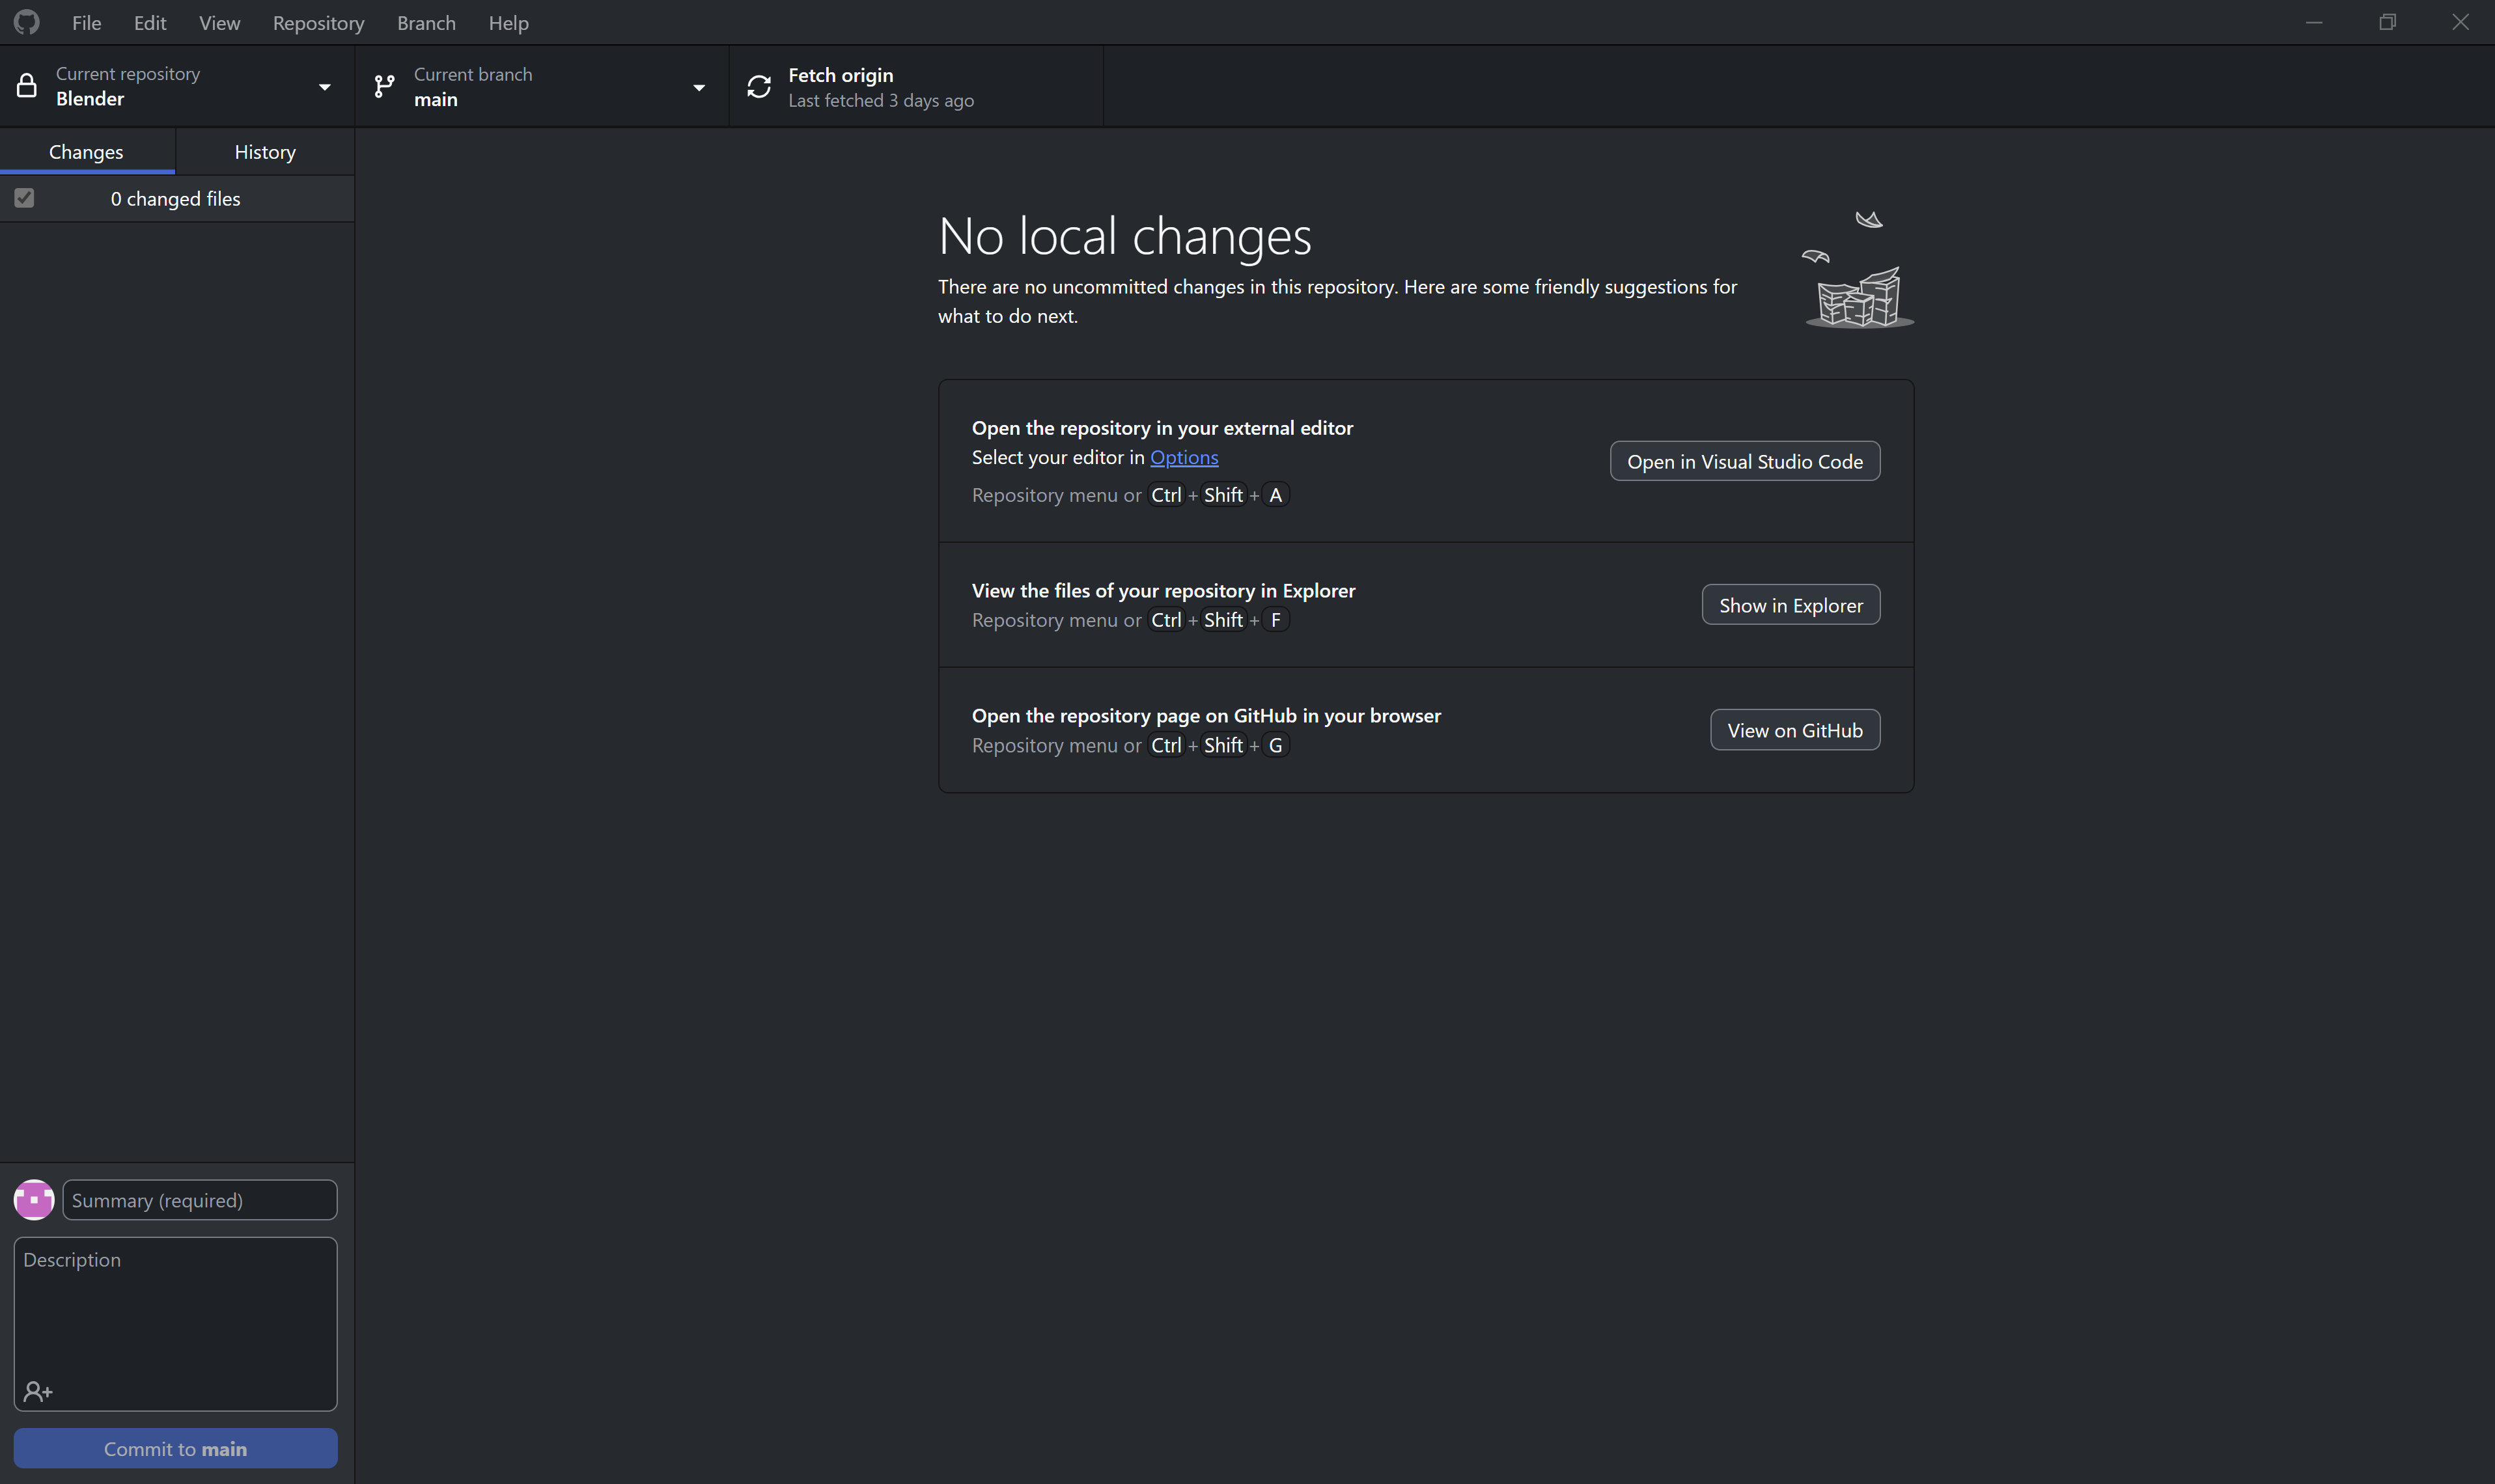 File Edit View Repository Branch Help
Current repository
Blender
Current branch
main
Fetch origin
Last fetched 3 days ago
Changes
History
0 changed files
No local changes
There are no uncommitted changes in this repository. Here are some friendly suggestions for
what to do next.
Open the repository in your external editor
Select your editor in Options
Repository menu or Ctrl + Shift + A
Open in Visual Studio Code
View the files of your repository in Explorer
Repository menu or Ctrl + Shift + F
Show in Explorer
Open the repository page on GitHub in your browser
Repository menu or Ctrl + Shift + G
View on GitHub
Summary (required)
Description
Commit to main